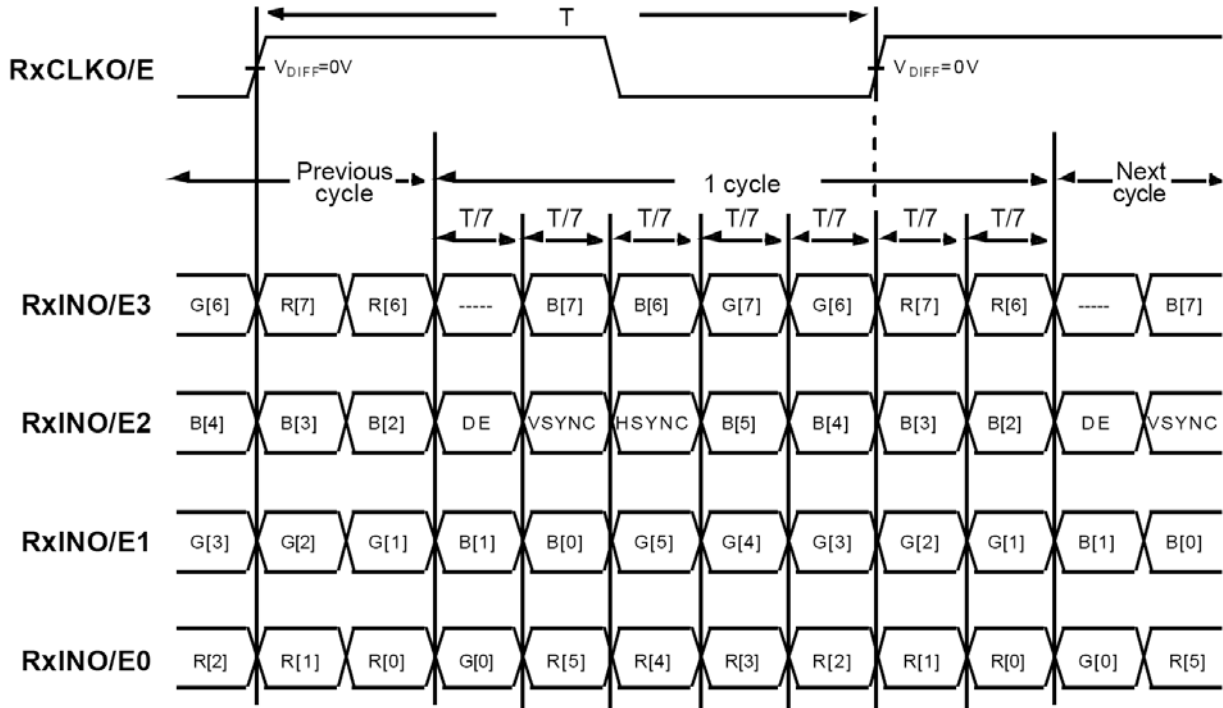 T
RxCLKO/E
VDIFF=0V
VDIFF=0V
Previous
cycle
1 cycle
Next
cycle
T/7 T/7 T/7 T/7 T/7 T/7 T/7
RxINO/E3 G[6] R[7] R[6] ----- B[7] B[6] G[7] G[6] R[7] R[6] ----- B[7]
RxINO/E2 B[4] B[3] B[2] DE VSYNC HSYNC B[5] B[4] B[3] B[2] DE VSYNC
RxINO/E1 G[3] G[2] G[1] B[1] B[0] G[5] G[4] G[3] G[2] G[1] B[1] B[0]
RxINO/E0 R[2] R[1] R[0] G[0] R[5] R[4] R[3] R[2] R[1] R[0] G[0] R[5]